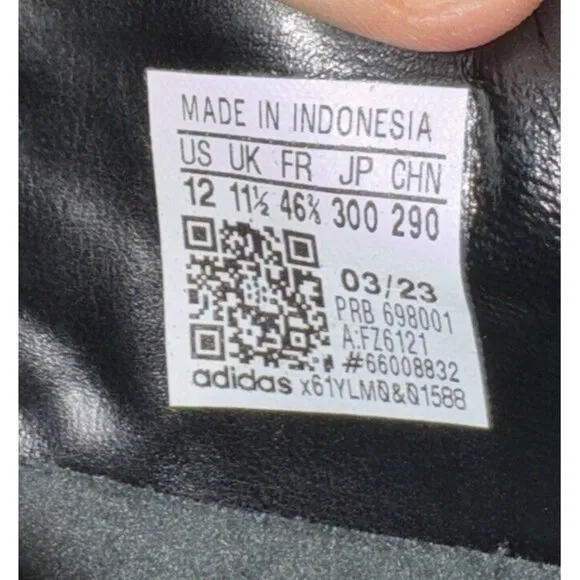 MADE IN INDONESIA
US UK FR JP CHN
12 11½ 46⅔ 300 290
03/23
PRB 698001
A:FZ6121
#66008832
adidas x61YLMQ&Q1588